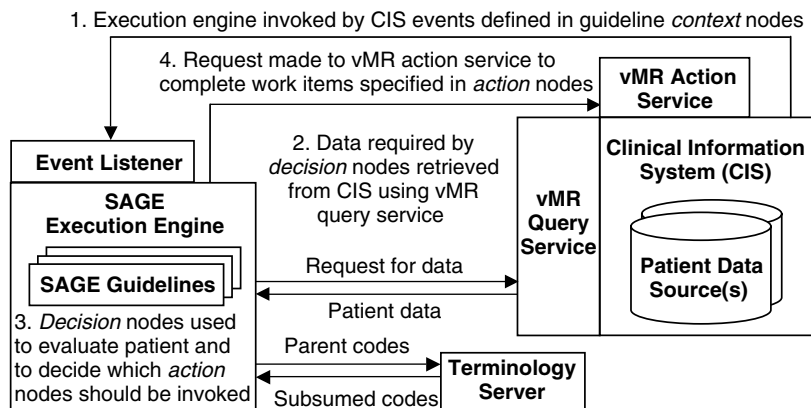 1. Execution engine invoked by CIS events defined in guideline context nodes
4. Request made to vMR action service to
complete work items specified in action nodes
vMR Action
Service
2. Data required by
decision nodes retrieved
from CIS using vMR
query service
Event Listener
SAGE
Execution Engine
SAGE Guidelines
3. Decision nodes used
to evaluate patient and
to decide which action
nodes should be invoked
vMR
Query
Service
Clinical Information
System (CIS)
Patient Data
Source(s)
Request for data
Patient data
Parent codes
Subsumed codes
Terminology
Server